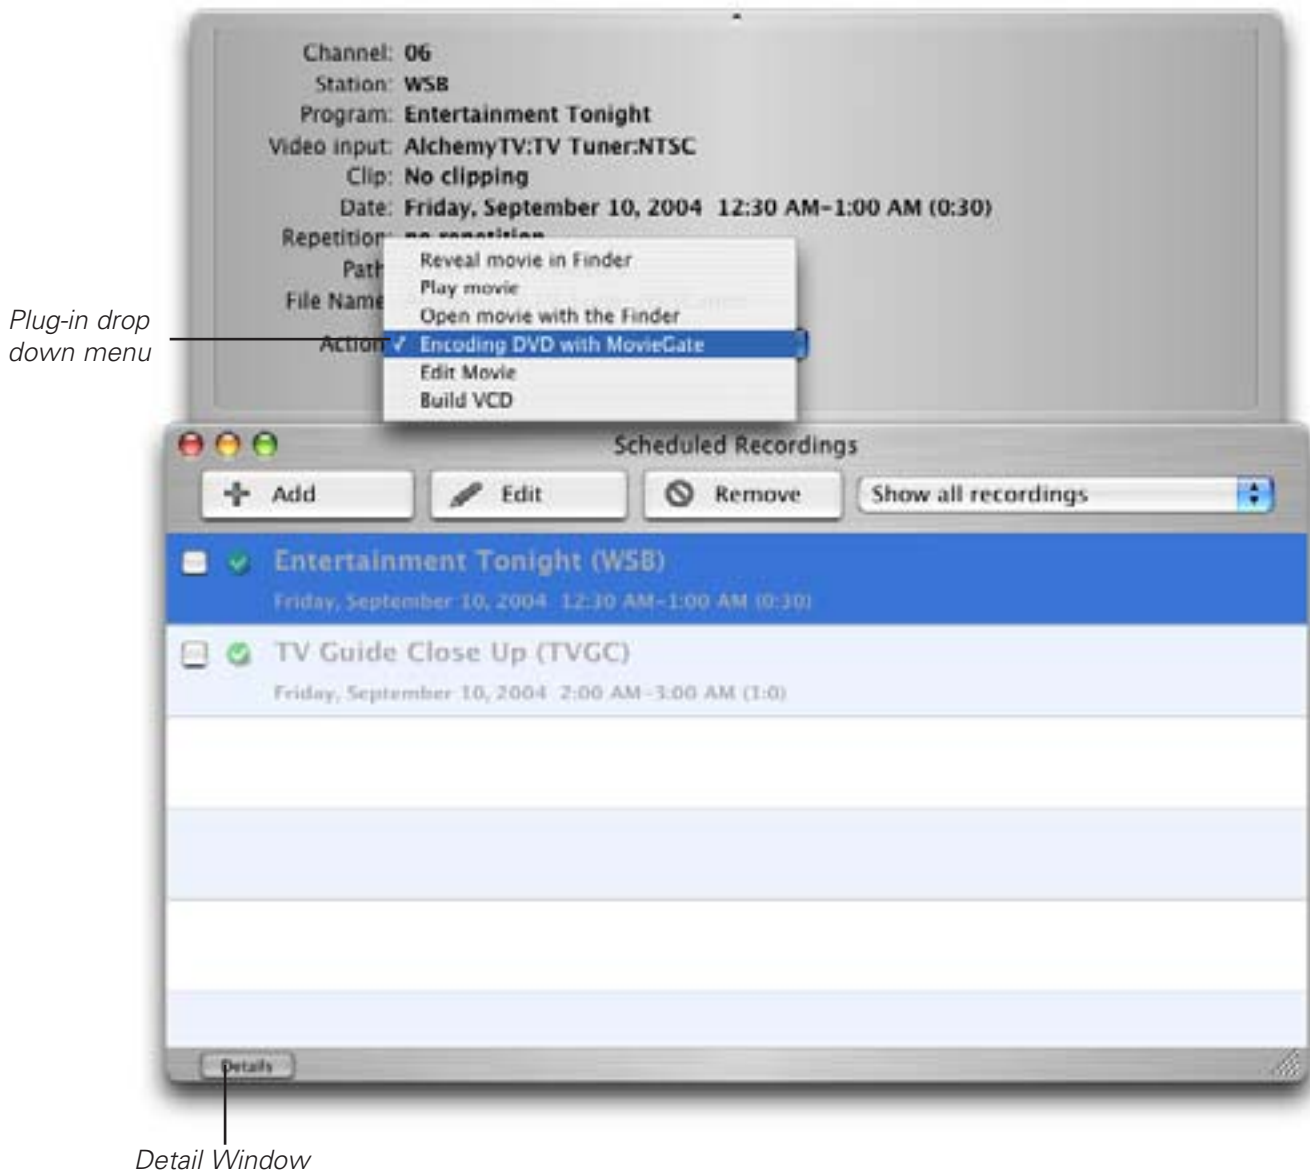 Channel: 06
Station: WSB
Program: Entertainment Tonight
Video input: AlchemyTV:TV Tuner:NTSC
Clip: No clipping
Date: Friday, September 10, 2004 12:30 AM-1:00 AM (0:30)
Repetition: no repetition
Path
File Name
Action
Reveal movie in Finder
Play movie
Open movie with the Finder
✓ Encoding DVD with MovieGate
Edit Movie
Build VCD
Plug-in drop
down menu
Scheduled Recordings
Add
Edit
Remove
Show all recordings
Entertainment Tonight (WSB)
Friday, September 10, 2004 12:30 AM-1:00 AM (0:30)
TV Guide Close Up (TVGC)
Friday, September 10, 2004 2:00 AM-3:00 AM (1:0)
Details
Detail Window